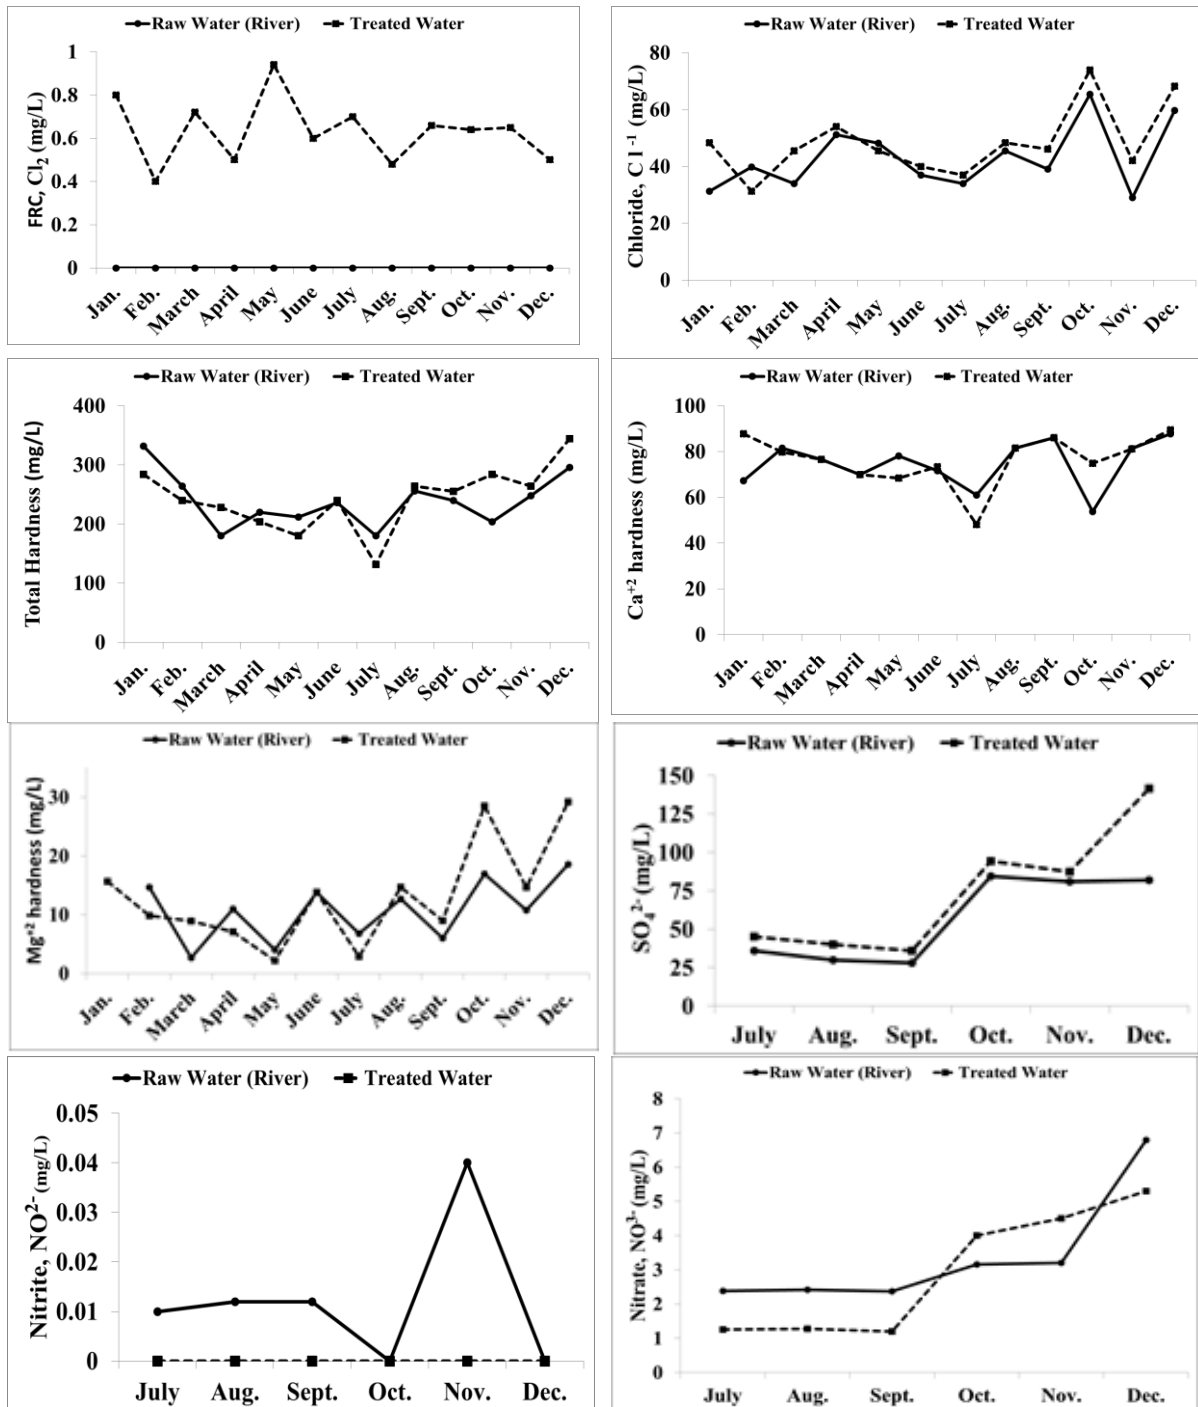 Raw Water (River) Treated Water
FRC, Cl₂ (mg/L)
1
0.8
0.6
0.4
0.2
0
Jan. Feb. March April May June July Aug. Sept. Oct. Nov. Dec.
Raw Water (River) Treated Water
Chloride, C l ⁻¹ (mg/L)
80
60
40
20
0
Jan. Feb. March April May June July Aug. Sept. Oct. Nov. Dec.
Raw Water (River) Treated Water
Total Hardness (mg/L)
400
300
200
100
0
Jan. Feb. March April May June July Aug. Sept. Oct. Nov. Dec.
Raw Water (River) Treated Water
Ca⁺² hardness (mg/L)
100
80
60
40
20
0
Jan. Feb. March April May June July Aug. Sept. Oct. Nov. Dec.
Raw Water (River) Treated Water
Mg⁺² hardness (mg/L)
30
20
10
0
Jan. Feb. March April May June July Aug. Sept. Oct. Nov. Dec.
Raw Water (River) Treated Water
SO₄²⁻ (mg/L)
150
125
100
75
50
25
0
July Aug. Sept. Oct. Nov. Dec.
Raw Water (River) Treated Water
Nitrite, NO²⁻ (mg/L)
0.05
0.04
0.03
0.02
0.01
0
July Aug. Sept. Oct. Nov. Dec.
Raw Water (River) Treated Water
Nitrate, NO³⁻ (mg/L)
8
7
6
5
4
3
2
1
0
July Aug. Sept. Oct. Nov. Dec.